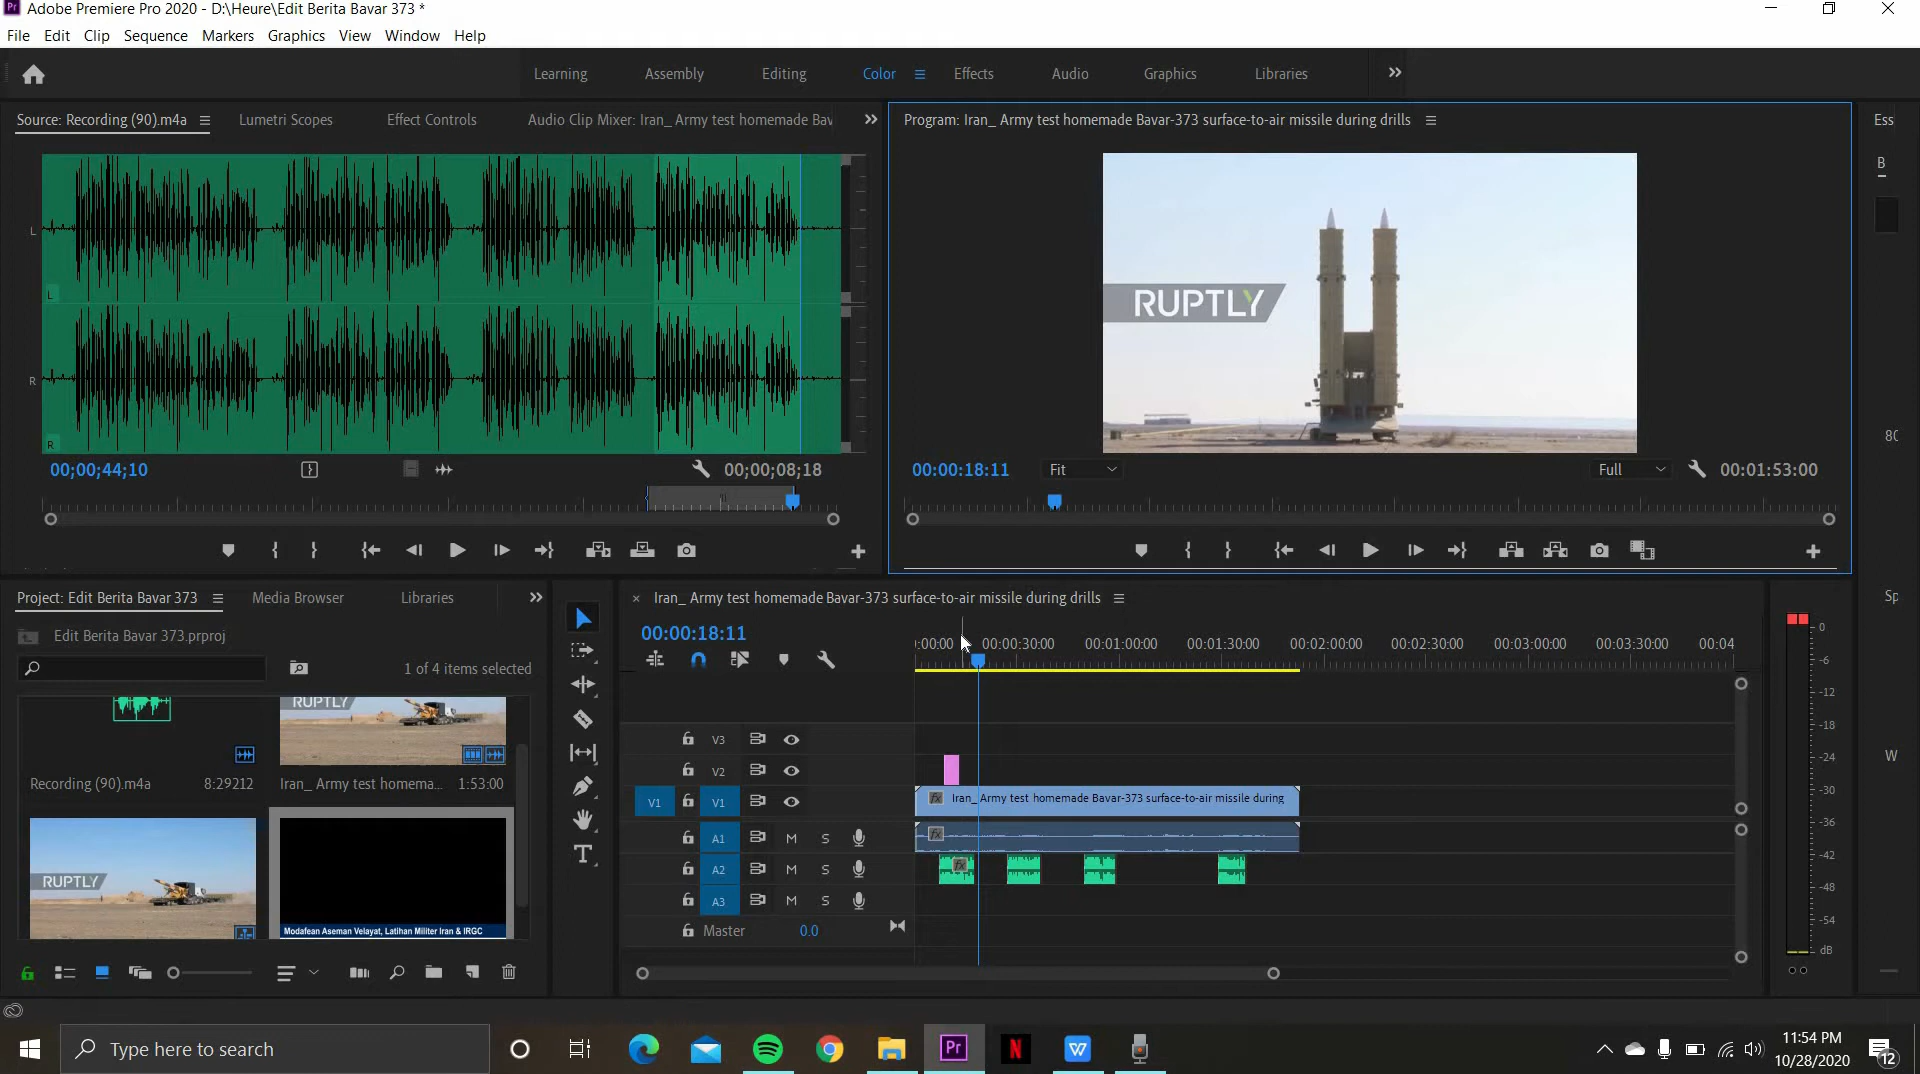 Adobe Premiere Pro 2020 - D:\Heure\Edit Berita Bavar 373 *
File Edit Clip Sequence Markers Graphics View Window Help
Learning Assembly Editing Color Effects Audio Graphics Libraries
Source: Recording (90).m4a Lumetri Scopes Effect Controls Audio Clip Mixer: Iran_ Army test homemade Bav
Program: Iran_ Army test homemade Bavar-373 surface-to-air missile during drills
Ess
B
L
L
R
R
RUPTLY
00;00;44;10
00;00;08;18
00:00:18:11
Fit
Full
00:01:53:00
80
Sp
W
Project: Edit Berita Bavar 373 Media Browser Libraries
Edit Berita Bavar 373.prproj
1 of 4 items selected
RUPTLY
Recording (90).m4a 8:29212
Iran_ Army test homema... 1:53:00
RUPTLY
Modafean Aseman Velayat, Latihan Militer Iran & IRGC
Iran_ Army test homemade Bavar-373 surface-to-air missile during drills
00:00:18:11
:00:00 00:00:30:00 00:01:00:00 00:01:30:00 00:02:00:00 00:02:30:00 00:03:00:00 00:03:30:00 00:04
V3
V2
V1 V1
fx Iran_ Army test homemade Bavar-373 surface-to-air missile during
A1 M S
fx
A2 M S
fx
A3 M S
Master 0.0
0
-6
-12
-18
-24
-30
-36
-42
-48
-54
dB
Type here to search
Pr
N
W
11:54 PM
10/28/2020
12